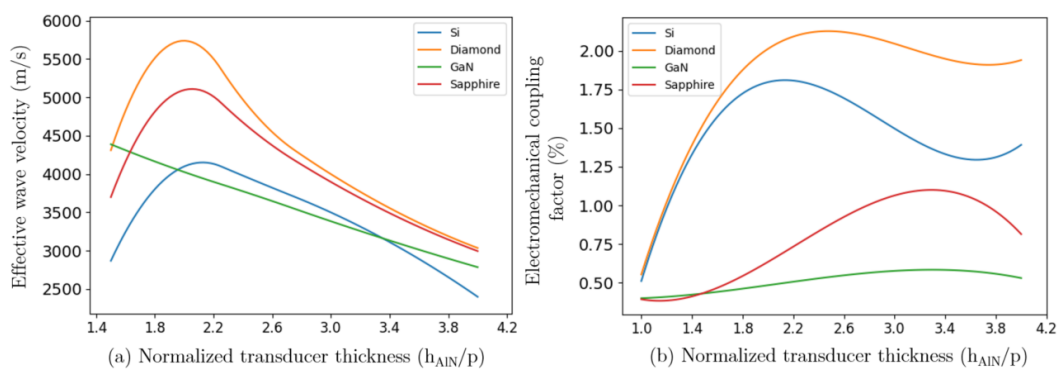 Effective wave velocity (m/s)
6000
5500
5000
4500
4000
3500
3000
2500
1.4 1.8 2.2 2.6 3.0 3.4 3.8 4.2
Si
Diamond
GaN
Sapphire
(a) Normalized transducer thickness (h_AlN/p)
Electromechanical coupling
factor (%)
2.00
1.75
1.50
1.25
1.00
0.75
0.50
1.0 1.4 1.8 2.2 2.6 3.0 3.4 3.8 4.2
Si
Diamond
GaN
Sapphire
(b) Normalized transducer thickness (h_AlN/p)